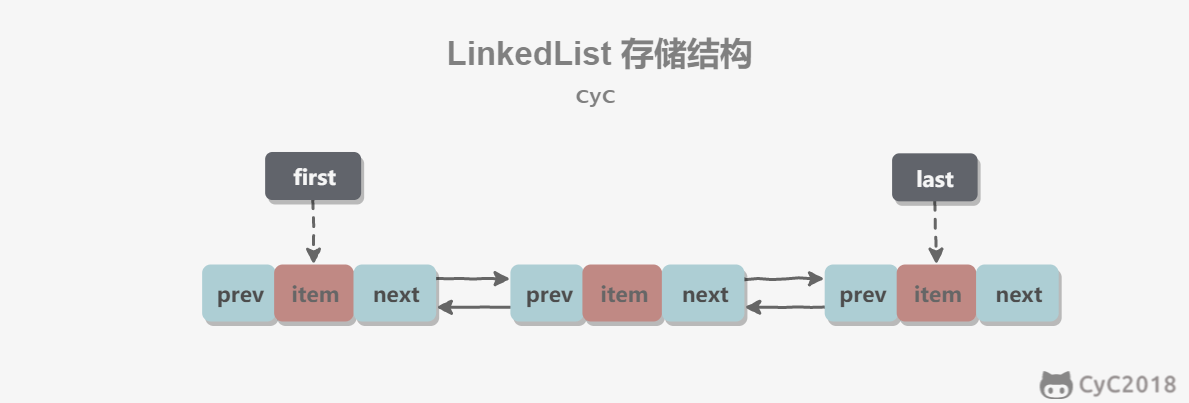 LinkedList 存储结构
CyC
first
last
prev item next
prev item next
prev item next
CyC2018